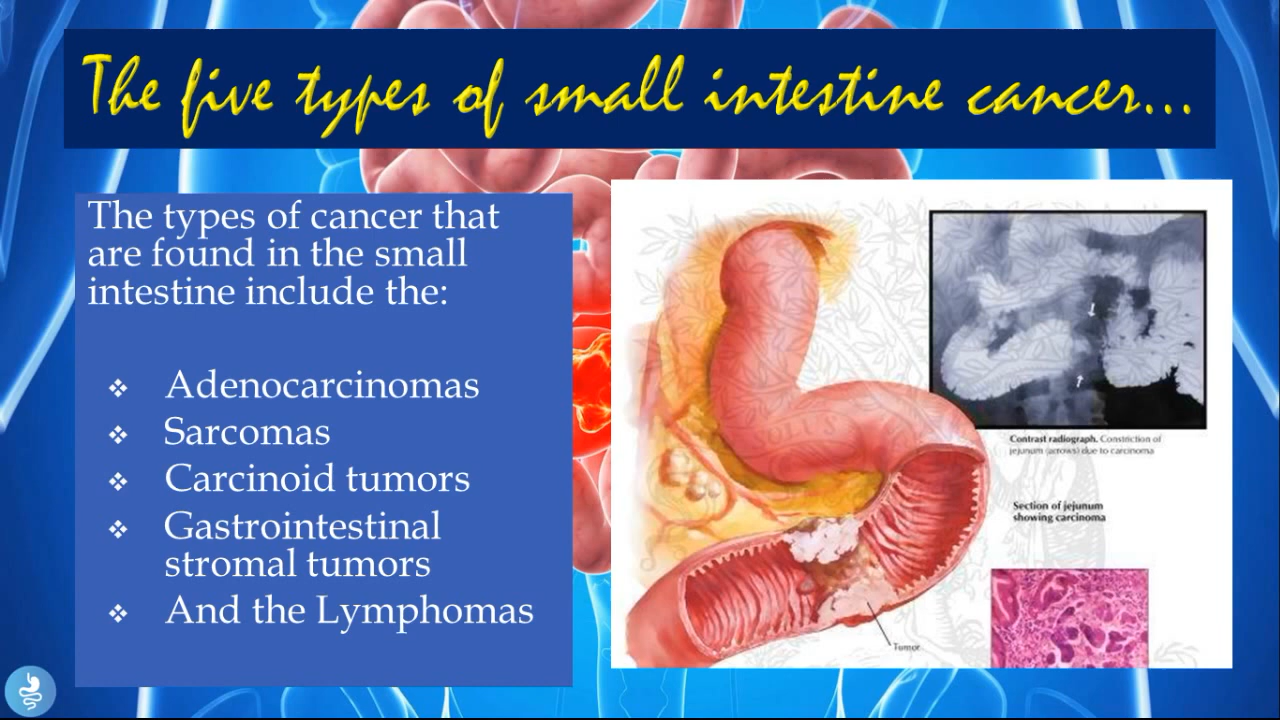 The five types of small intestine cancer...
The types of cancer that
are found in the small
intestine include the:
❖ Adenocarcinomas
❖ Sarcomas
❖ Carcinoid tumors
❖ Gastrointestinal
stromal tumors
❖ And the Lymphomas
Contrast radiograph. Constriction of
jejunum (arrows) due to carcinoma
Section of jejunum
showing carcinoma
Tumor